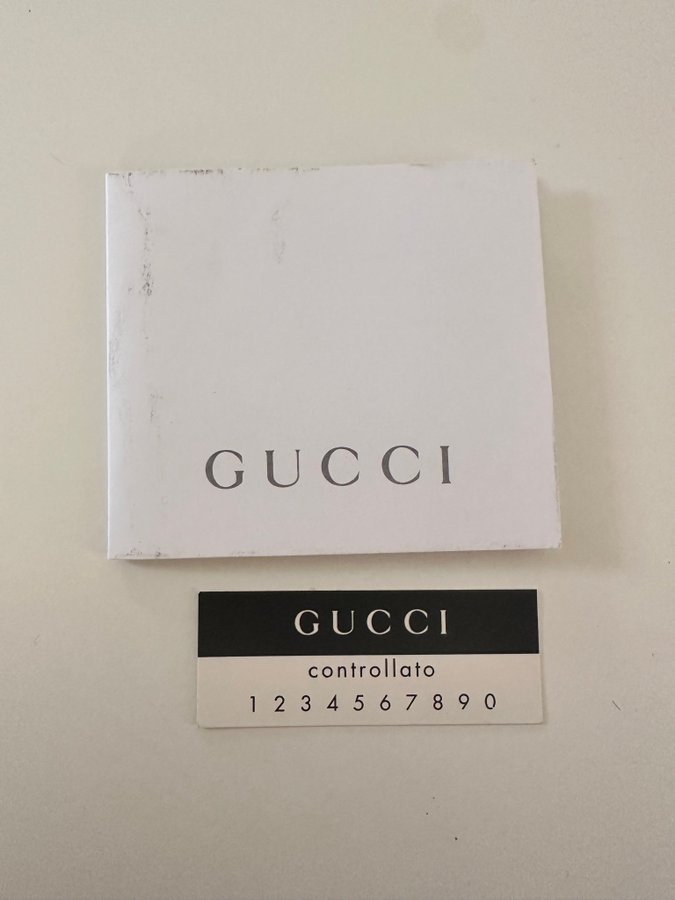 GUCCI
GUCCI
controllato
1 2 3 4 5 6 7 8 9 0